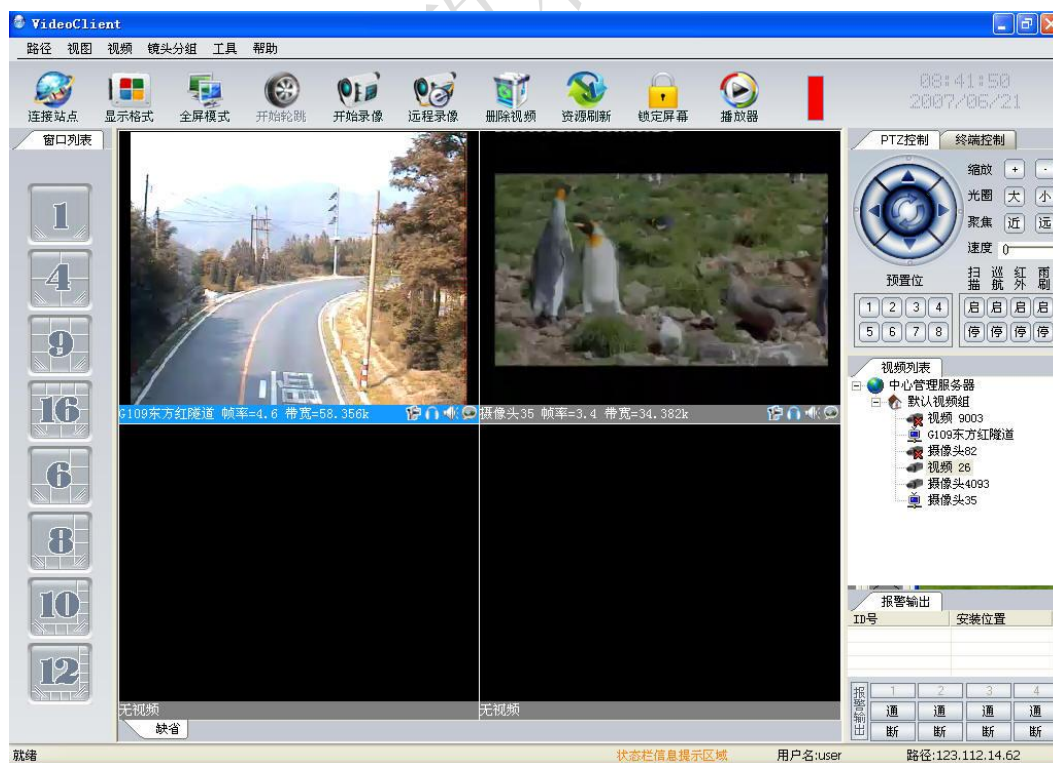 VideoClient
路径 视图 视频 镜头分组 工具 帮助
连接站点 显示格式 全屏模式 开始轮跳 开始录像 远程录像 删除视频 资源刷新 锁定屏幕 播放器
08:41:50
2007/06/21
窗口列表
1
4
9
16
6
8
10
12
G109东方红隧道 帧率=4.6 带宽=58.356k
摄像头35 帧率=3.4 带宽=34.382k
无视频
无视频
缺省
PTZ控制 终端控制
缩放 + -
光圈 大 小
聚焦 近 远
速度
预置位 扫描 巡航 红外 雨刷
1 2 3 4 启 启 启 启
5 6 7 8 停 停 停 停
视频列表
中心管理服务器
默认视频组
视频 9003
G109东方红隧道
摄像头82
视频 26
摄像头4093
摄像头35
报警输出
ID号 安装位置
报警输出
1 2 3 4
通 通 通 通
断 断 断 断
就绪 状态栏信息提示区域 用户名:user 路径:123.112.14.62